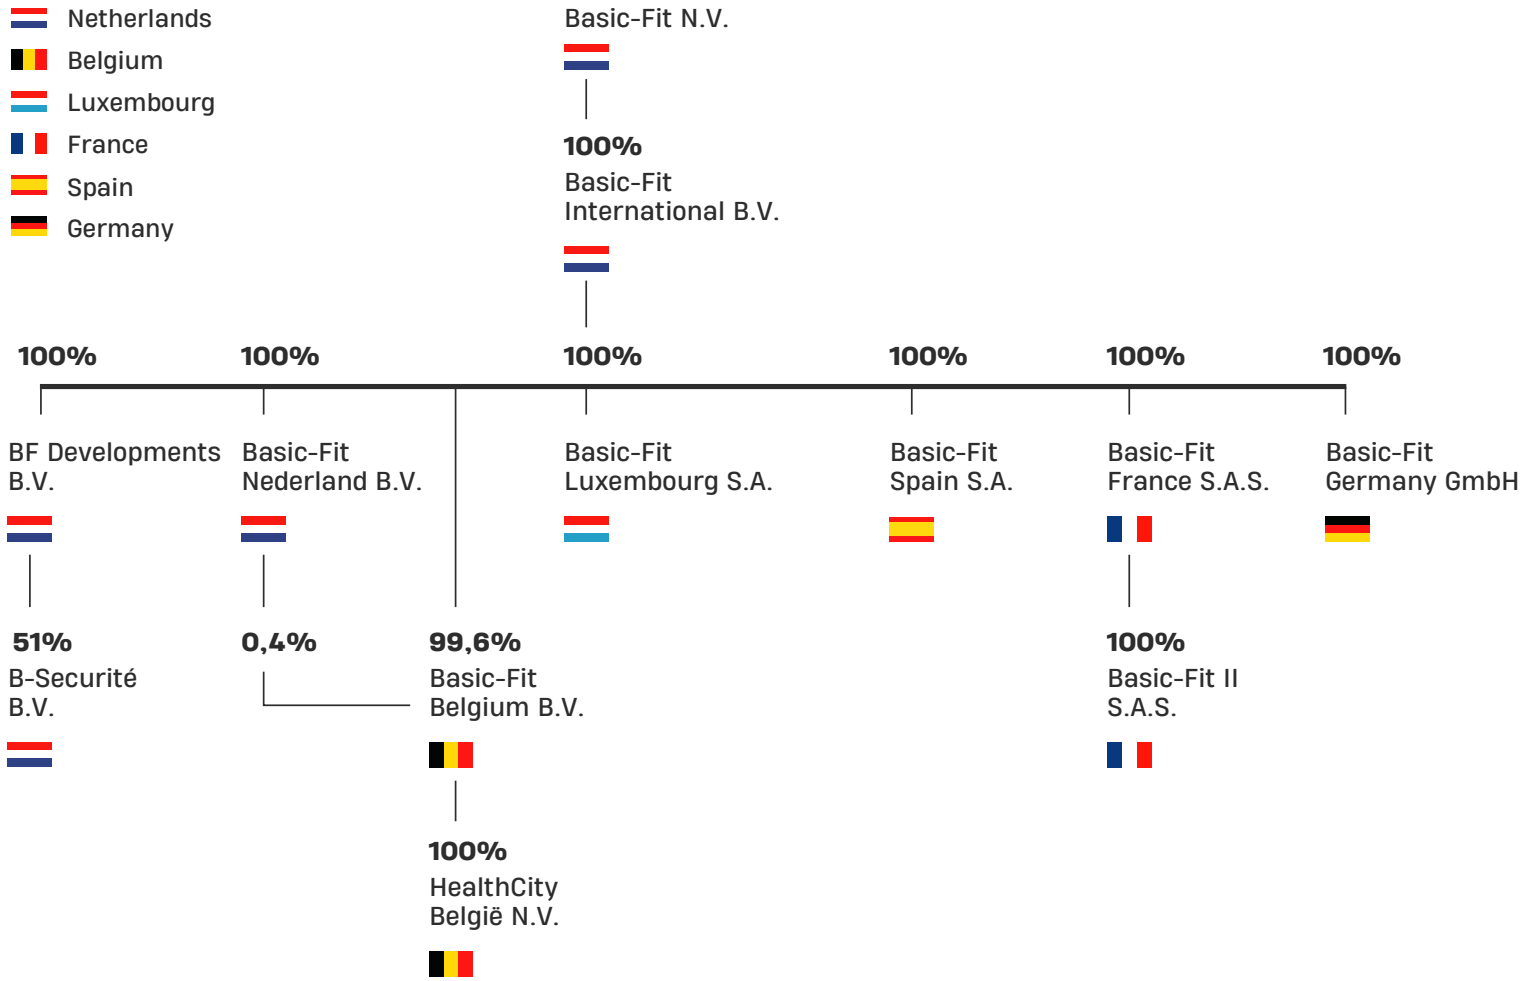 Netherlands
Belgium
Luxembourg
France
Spain
Germany
Basic-Fit N.V.
100%
Basic-Fit
International B.V.
100%
100%
100%
100%
100%
100%
BF Developments
B.V.
Basic-Fit
Nederland B.V.
Basic-Fit
Luxembourg S.A.
Basic-Fit
Spain S.A.
Basic-Fit
France S.A.S.
Basic-Fit
Germany GmbH
51%
B-Securité
B.V.
0,4%
99,6%
Basic-Fit
Belgium B.V.
100%
Basic-Fit II
S.A.S.
100%
HealthCity
België N.V.